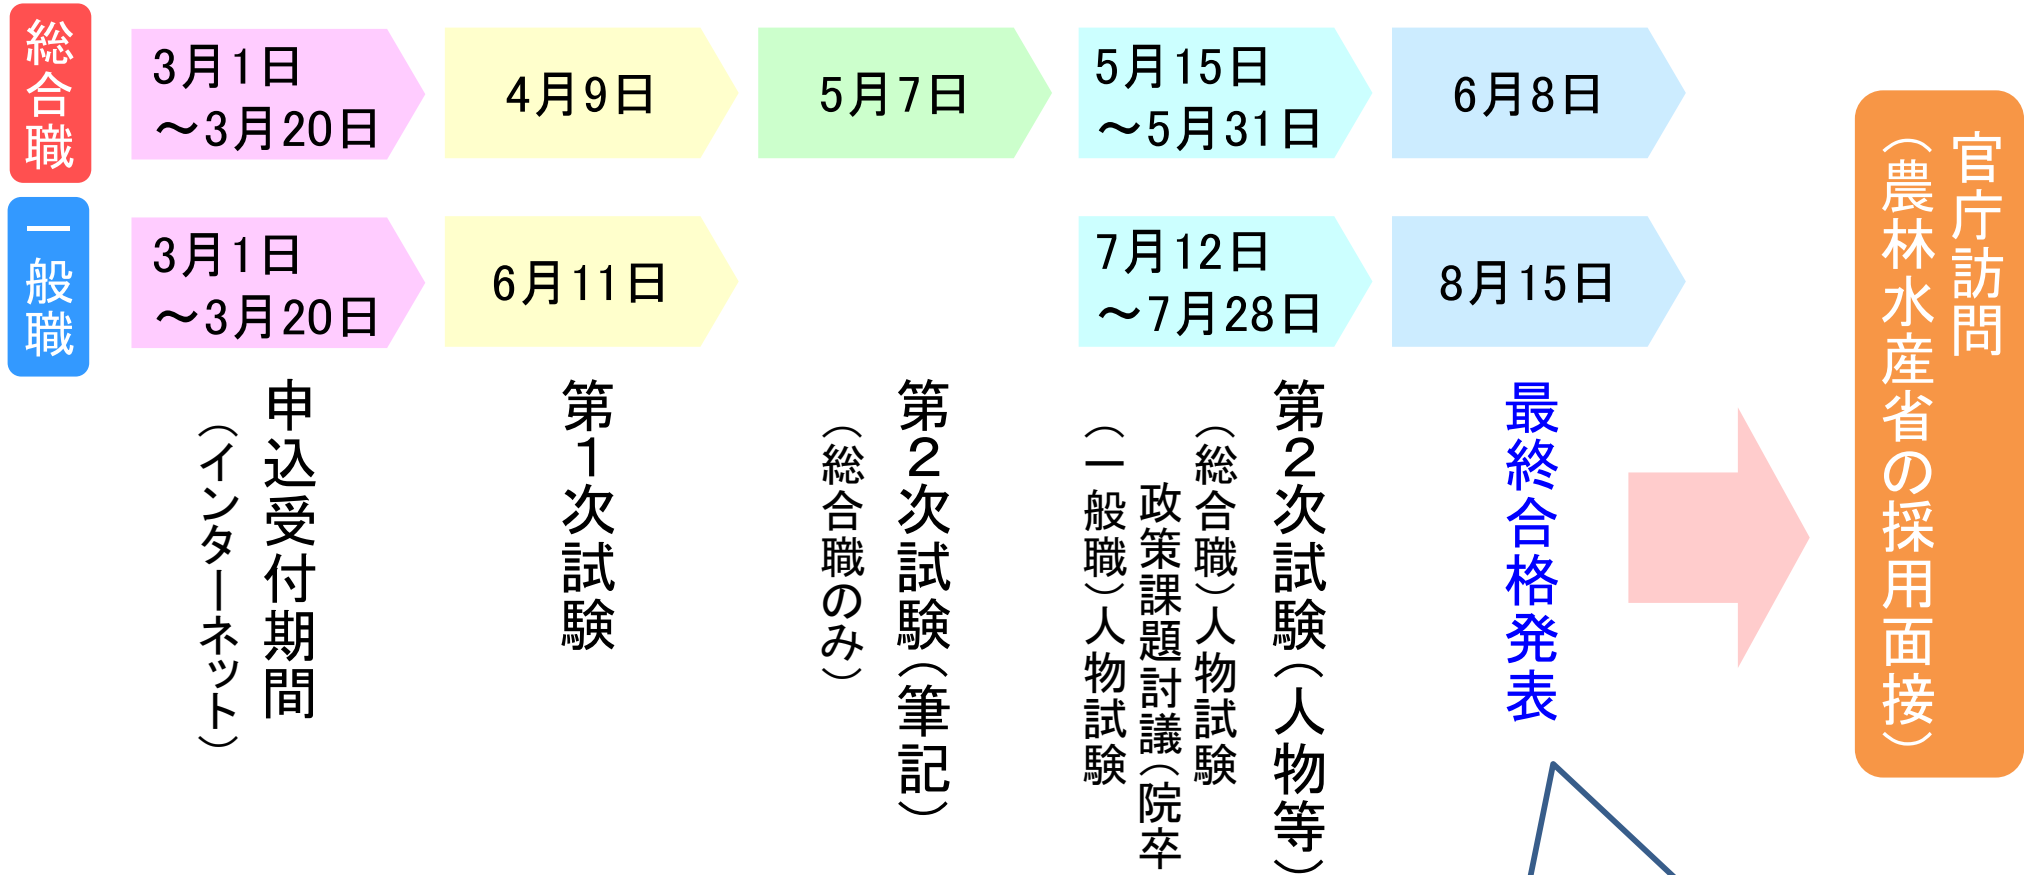 総合職
3月1日
～3月20日
4月9日
5月7日
5月15日
～5月31日
6月8日
一般職
3月1日
～3月20日
6月11日
7月12日
～7月28日
8月15日
申込受付期間
（インターネット）
第1次試験
第2次試験（筆記）
（総合職のみ）
第2次試験（人物等）
（総合職）人物試験
政策課題討議（院卒
（一般職）人物試験
最終合格発表
官庁訪問
（農林水産省の採用面接）